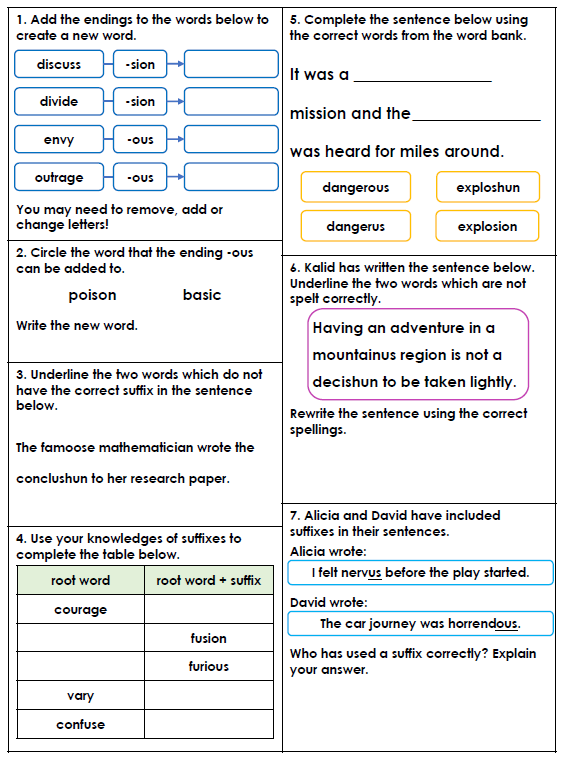 1. Add the endings to the words below to
create a new word.
discuss -sion
divide -sion
envy -ous
outrage -ous
You may need to remove, add or
change letters!
2. Circle the word that the ending -ous
can be added to.
poison basic
Write the new word.
3. Underline the two words which do not
have the correct suffix in the sentence
below.
The famoose mathematician wrote the
conclushun to her research paper.
4. Use your knowledges of suffixes to
complete the table below.
root word root word + suffix
courage
fusion
furious
vary
confuse
5. Complete the sentence below using
the correct words from the word bank.
It was a _______________
mission and the______________
was heard for miles around.
dangerous exploshun
dangerus explosion
6. Kalid has written the sentence below.
Underline the two words which are not
spelt correctly.
Having an adventure in a
mountainus region is not a
decishun to be taken lightly.
Rewrite the sentence using the correct
spellings.
7. Alicia and David have included
suffixes in their sentences.
Alicia wrote:
I felt nervus before the play started.
David wrote:
The car journey was horrendous.
Who has used a suffix correctly? Explain
your answer.